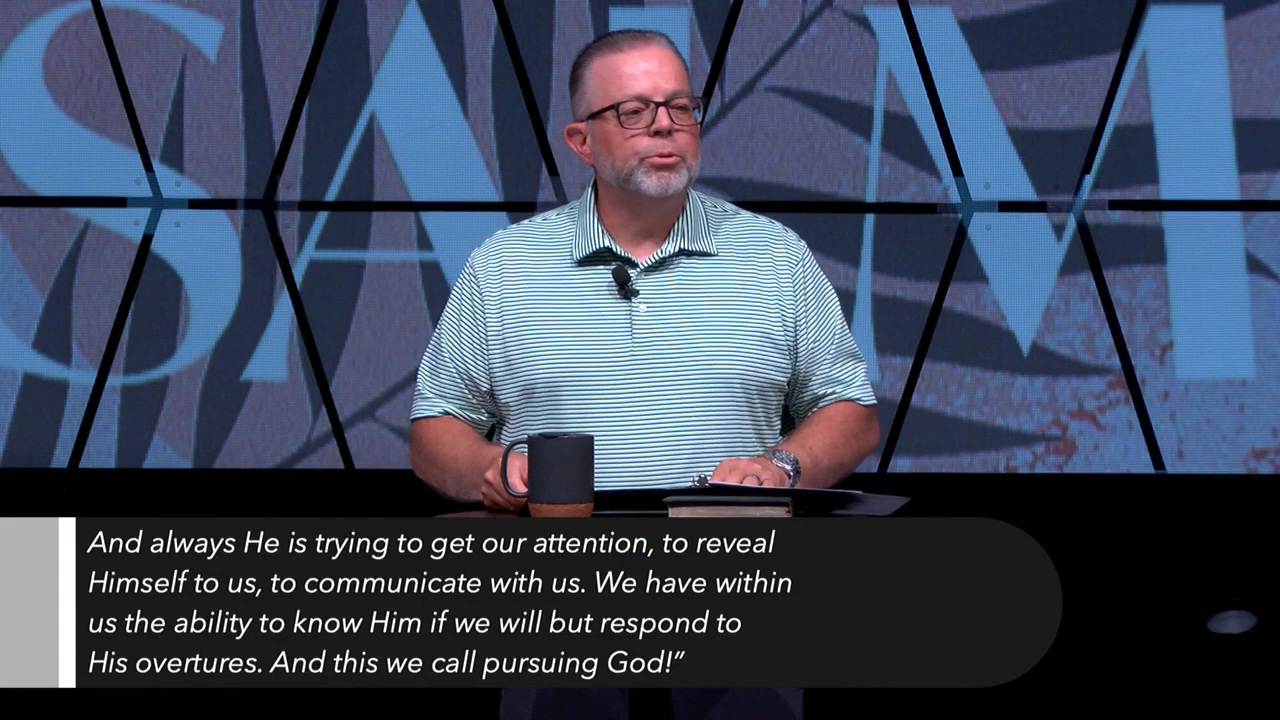 SALM
And always He is trying to get our attention, to reveal
Himself to us, to communicate with us. We have within
us the ability to know Him if we will but respond to
His overtures. And this we call pursuing God!”